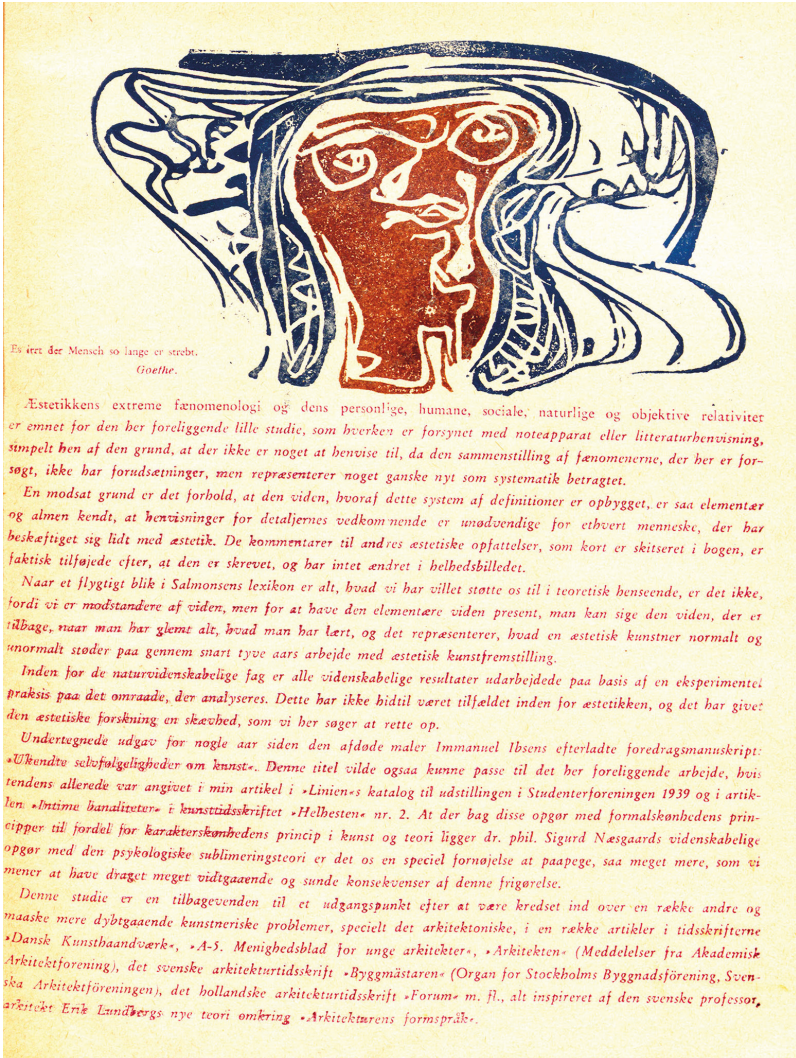 Es irrt der Mensch so lange er strebt.
Goethe.
Æstetikkens extreme fænomenologi og dens personlige, humane, sociale, naturlige og objektive relativitet
er emnet for den her foreliggende lille studie, som hverken er forsynet med noteapparat eller litteraturhenvisning,
simpelt hen af den grund, at der ikke er noget at henvise til, da den sammenstilling af fænomenerne, der her er for-
søgt, ikke har forudsætninger, men repræsenterer noget ganske nyt som systematik betragtet.
En modsat grund er det forhold, at den viden, hvoraf dette system af definitioner er opbygget, er saa elementær
og almen kendt, at henvisninger for detaljernes vedkommende er unødvendige for ethvert menneske, der har
beskæftiget sig lidt med æstetik. De kommentarer til andres æstetiske opfattelser, som kort er skitseret i bogen, er
faktisk tilføjede efter, at den er skrevet, og har intet ændret i helhedsbilledet.
Naar et flygtigt blik i Salmonsens lexikon er alt, hvad vi har villet støtte os til i teoretisk henseende, er det ikke,
fordi vi er modstandere af viden, men for at have den elementære viden present, man kan sige den viden, der er
tilbage, naar man har glemt alt, hvad man har lært, og det repræsenterer, hvad en æstetisk kunstner normalt og
unormalt støder paa gennem snart tyve aars arbejde med æstetisk kunstfremstilling.
Inden for de naturvidenskabelige fag er alle videnskabelige resultater udarbejdede paa basis af en eksperimentel
praksis paa det omraade, der analyseres. Dette har ikke hidtil været tilfældet inden for æstetikken, og det har givet
den æstetiske forskning en skævhed, som vi her søger at rette op.
Undertegnede udgav for nogle aar siden den afdøde maler Immanuel Ibsens efterladte foredragsmanuskript:
»Ukendte selvfølgeligheder om kunst«. Denne titel vilde ogsaa kunne passe til det her foreliggende arbejde, hvis
tendens allerede var angivet i min artikel i »Linien«s katalog til udstillingen i Studenterforeningen 1939 og i artik-
len »Intime banaliteter« i kunsttidsskriftet »Helhesten« nr. 2. At der bag disse opgør med formalskønhedens prin-
cipper til fordel for karakterskønhedens princip i kunst og teori ligger dr. phil. Sigurd Næsgaards videnskabelige
opgør med den psykologiske sublimeringsteori er det os en speciel fornøjelse at paapege, saa meget mere, som vi
mener at have draget meget vidtgaaende og sunde konsekvenser af denne frigørelse.
Denne studie er en tilbagevenden til et udgangspunkt efter at være kredset ind over en række andre og
maaske mere dybtgaaende kunstneriske problemer, specielt det arkitektoniske, i en række artikler i tidsskrifterne
»Dansk Kunsthaandværk«, »A-5. Menighedsblad for unge arkitekter«, »Arkitekten« (Meddelelser fra Akademisk
Arkitektforening), det svenske arkitekturtidsskrift »Byggmästaren« (Organ for Stockholms Byggnadsförening, Sven-
ska Arkitektföreningen), det hollandske arkitekturtidsskrift »Forum« m. fl., alt inspireret af den svenske professor,
arkitekt Erik Lundbergs nye teori omkring »Arkitekturens formspråk«.